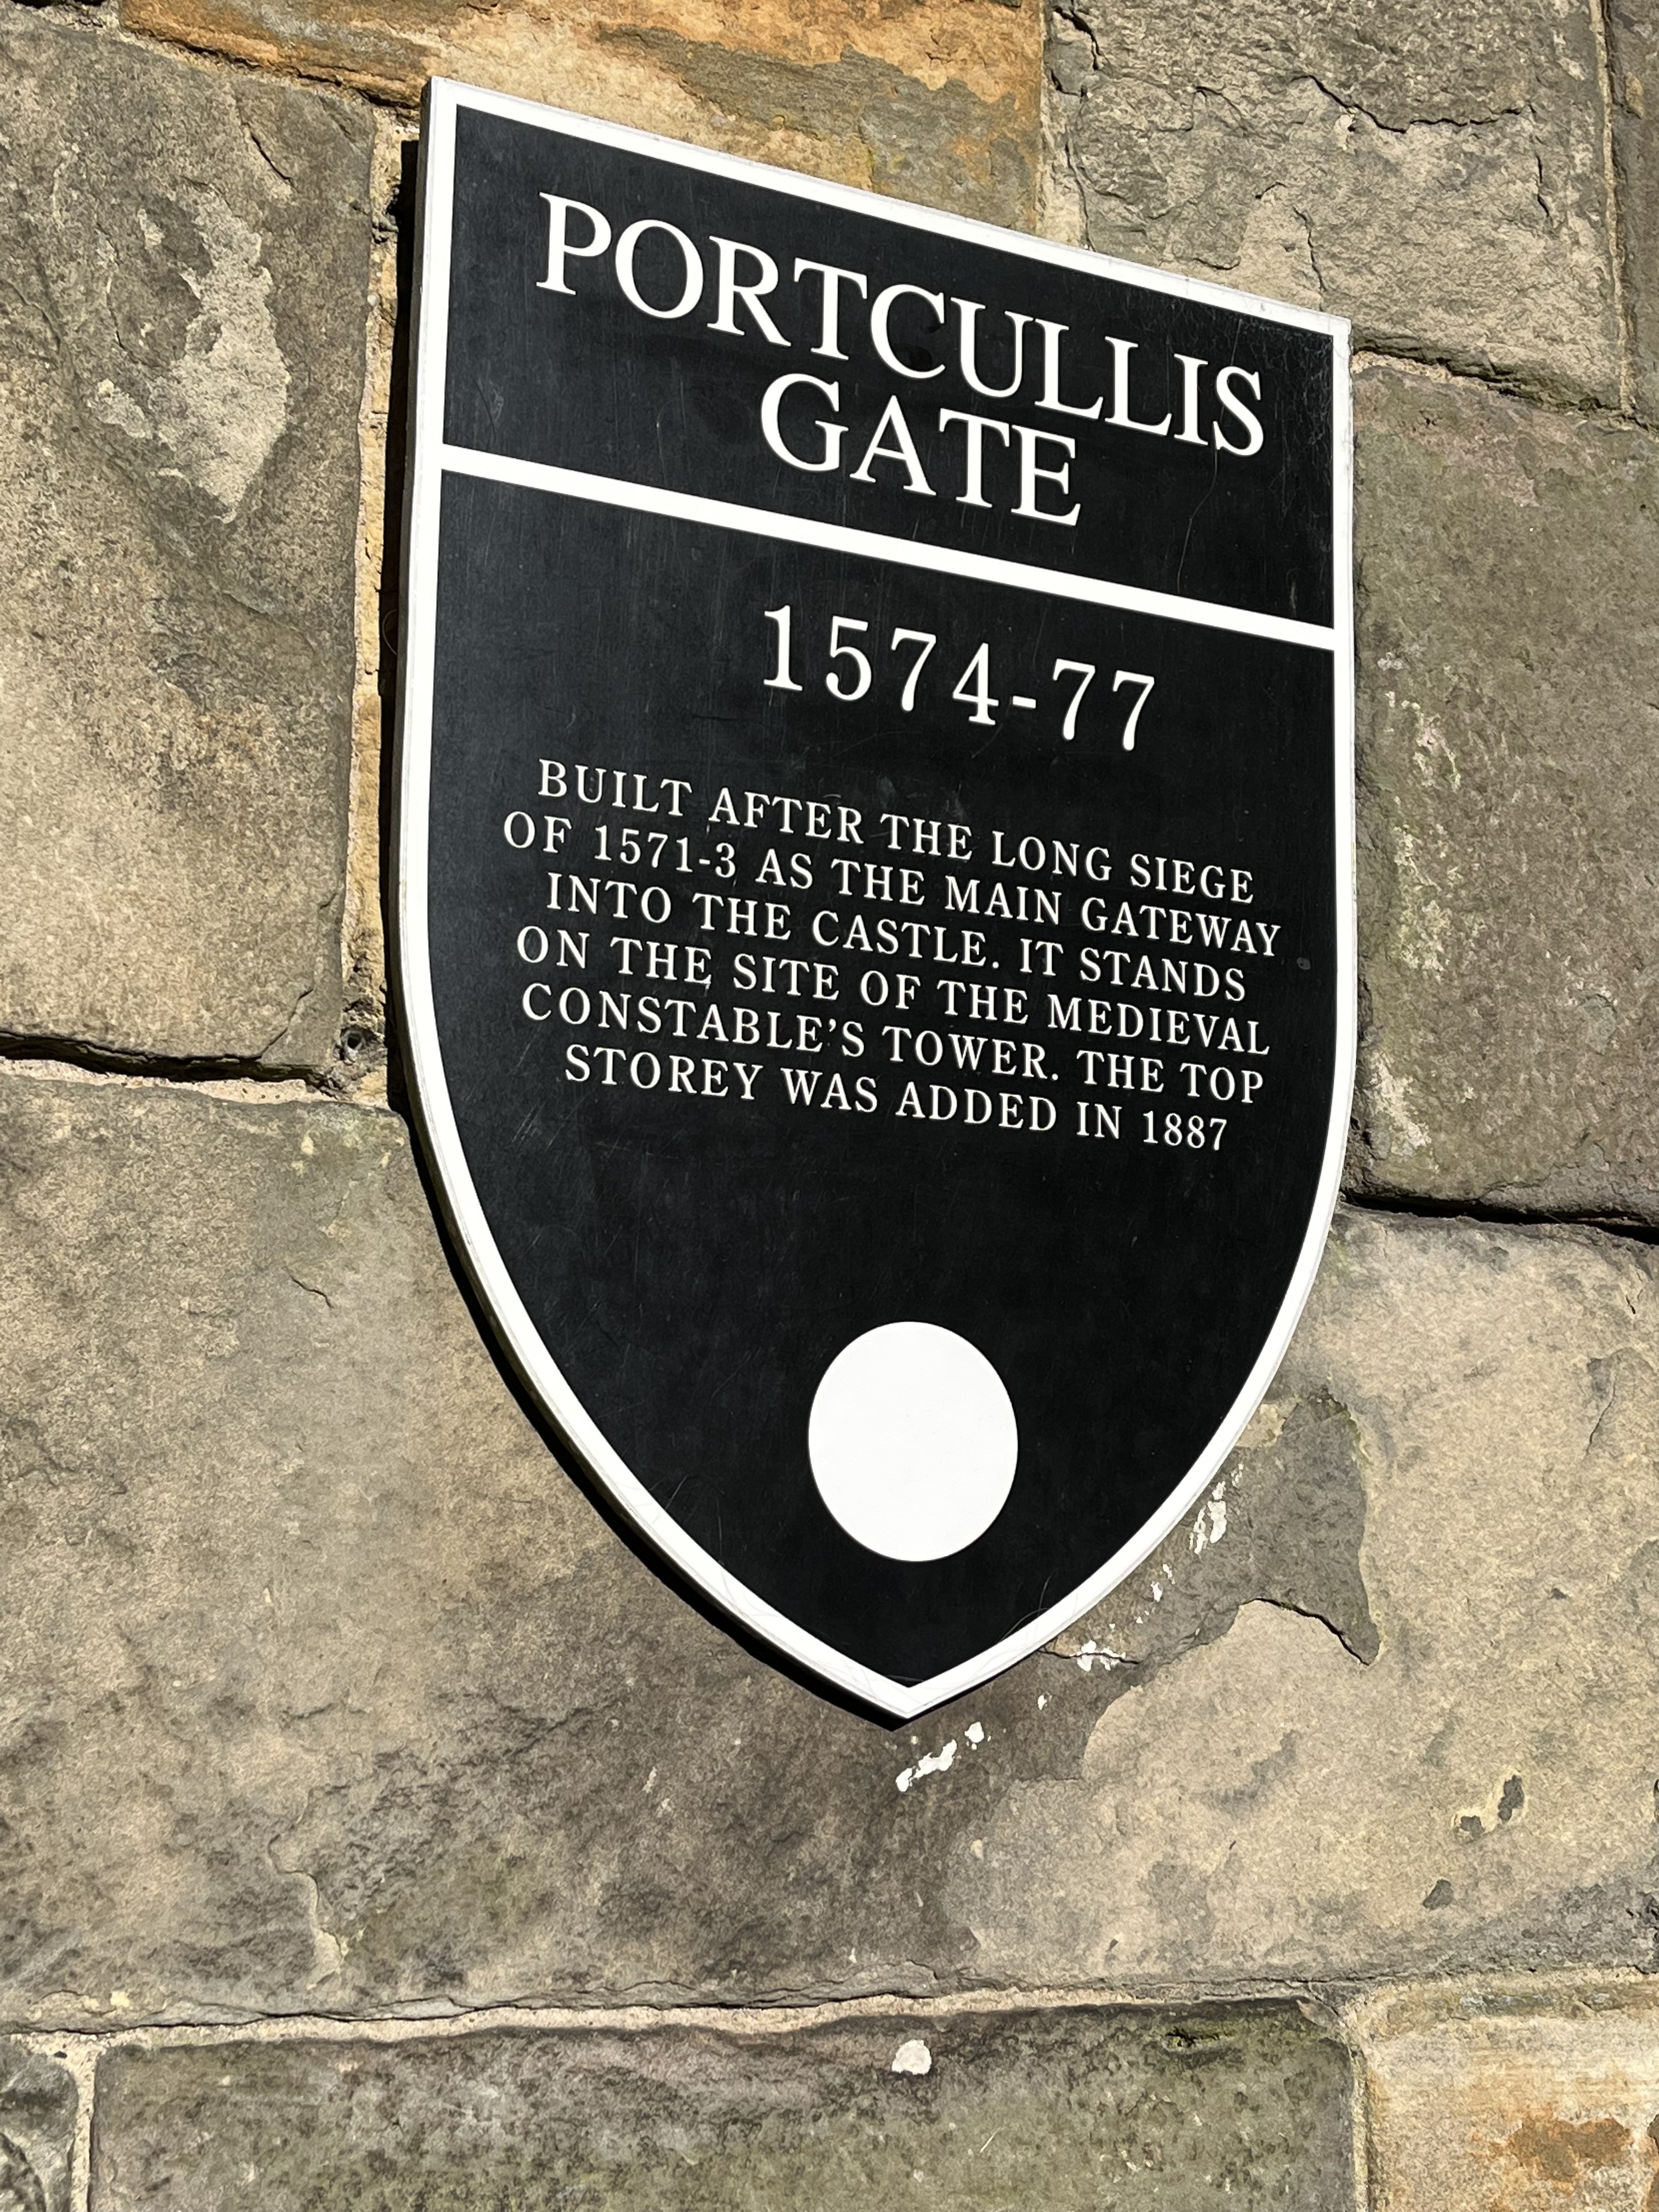 PORTCULLIS
GATE
1574-77
BUILT AFTER THE LONG SIEGE
OF 1571-3 AS THE MAIN GATEWAY
INTO THE CASTLE. IT STANDS
ON THE SITE OF THE MEDIEVAL
CONSTABLE’S TOWER. THE TOP
STOREY WAS ADDED IN 1887